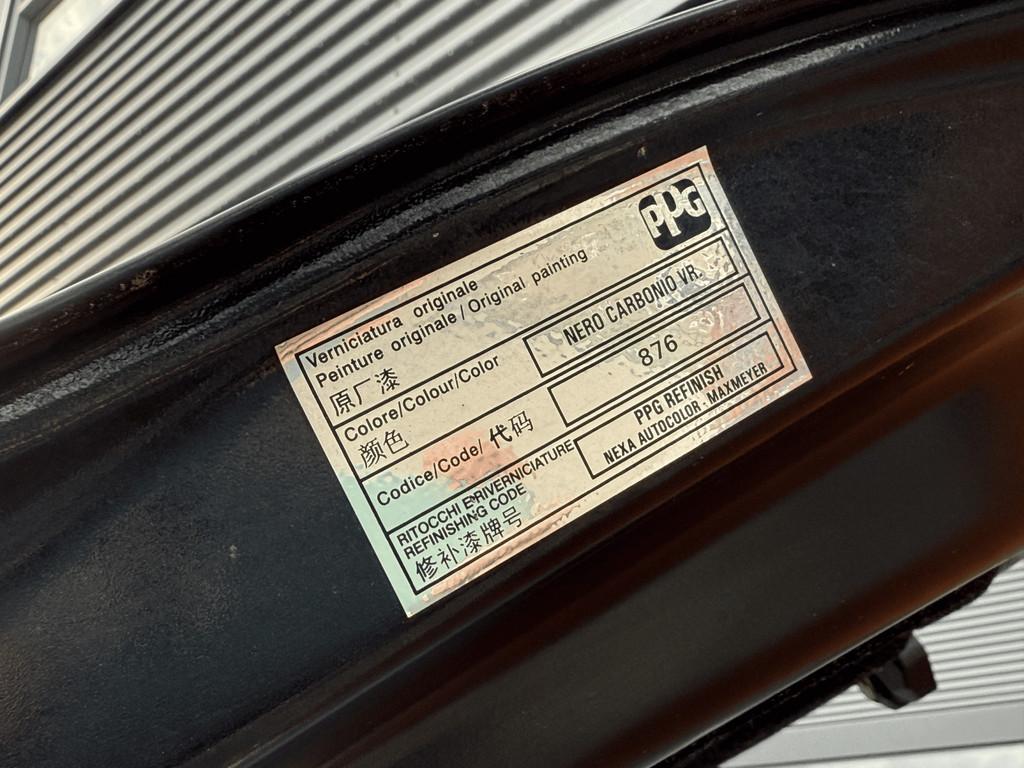 PPG
Verniciatura originale
Peinture originale/Original painting
原厂漆
Colore/Colour/Color
颜色
NERO CARBONIO VR.
Codice/Code/代码
876
RITOCCHI E RIVERNICIATURE
REFINISHING CODE
修补漆牌号
PPG REFINISH
NEXA AUTOCOLOR - MAXMEYER